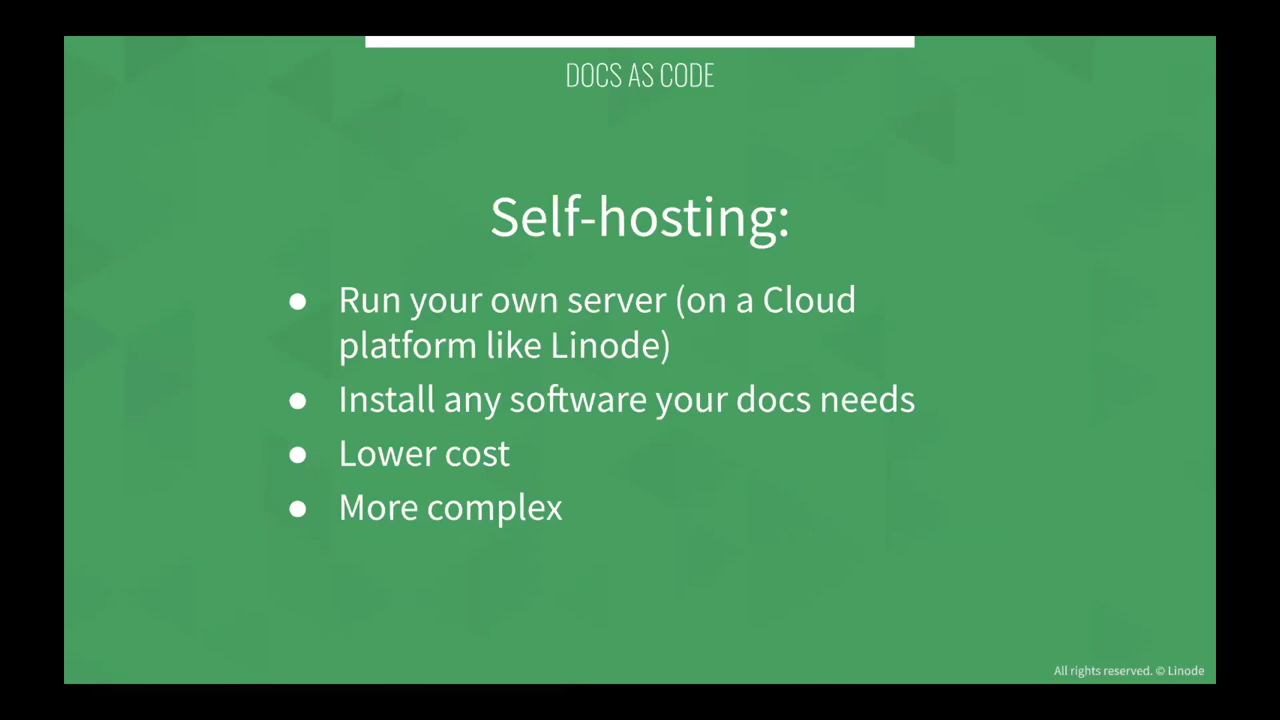 DOCS AS CODE
Self-hosting:
● Run your own server (on a Cloud
platform like Linode)
● Install any software your docs needs
● Lower cost
● More complex
All rights reserved. © Linode